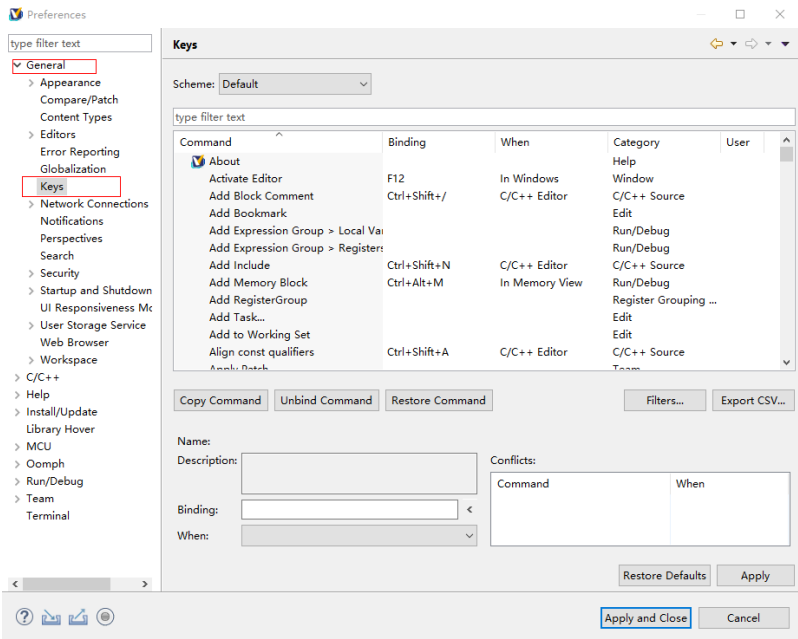 Preferences
type filter text
General
Appearance
Compare/Patch
Content Types
Editors
Error Reporting
Globalization
Keys
Network Connections
Notifications
Perspectives
Search
Security
Startup and Shutdown
UI Responsiveness Mc
User Storage Service
Web Browser
Workspace
C/C++
Help
Install/Update
Library Hover
MCU
Oomph
Run/Debug
Team
Terminal
Keys
Scheme: Default
type filter text
Command Binding When Category User
About Help
Activate Editor F12 In Windows Window
Add Block Comment Ctrl+Shift+/ C/C++ Editor C/C++ Source
Add Bookmark Edit
Add Expression Group > Local Var Run/Debug
Add Expression Group > Registers Run/Debug
Add Include Ctrl+Shift+N C/C++ Editor C/C++ Source
Add Memory Block Ctrl+Alt+M In Memory View Run/Debug
Add RegisterGroup Register Grouping ...
Add Task... Edit
Add to Working Set Edit
Align const qualifiers Ctrl+Shift+A C/C++ Editor C/C++ Source
Apply Patch Team
Copy Command Unbind Command Restore Command Filters... Export CSV...
Name:
Description:
Binding:
When:
Conflicts:
Command When
Restore Defaults Apply
Apply and Close Cancel